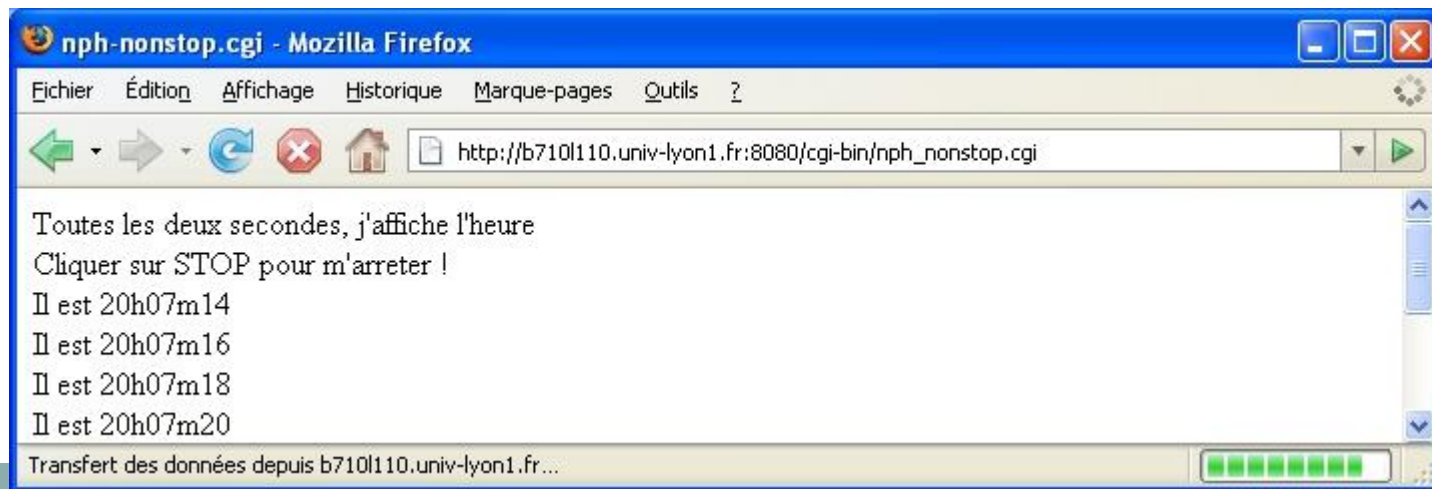 nph-nonstop.cgi - Mozilla Firefox
Fichier Édition Affichage Historique Marque-pages Outils ?
http://b710l110.univ-lyon1.fr:8080/cgi-bin/nph_nonstop.cgi
Toutes les deux secondes, j'affiche l'heure
Cliquer sur STOP pour m'arreter !
Il est 20h07m14
Il est 20h07m16
Il est 20h07m18
Il est 20h07m20
Transfert des données depuis b710l110.univ-lyon1.fr...